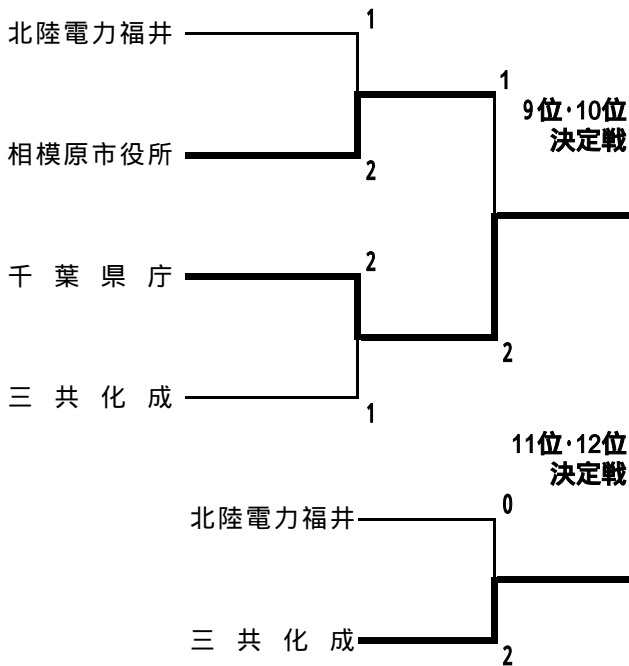 北陸電力福井
1
1
9位・10位
決定戦
相模原市役所
2
千葉県庁
2
2
三共化成
1
11位・12位
決定戦
北陸電力福井
0
三共化成
2